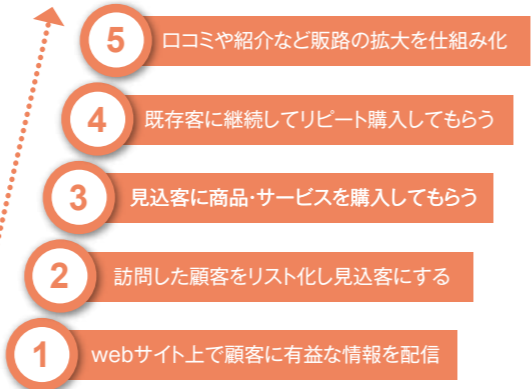 5 口コミや紹介など販路の拡大を仕組み化
4 既存客に継続してリピート購入してもらう
3 見込客に商品・サービスを購入してもらう
2 訪問した顧客をリスト化し見込客にする
1 webサイト上で顧客に有益な情報を配信